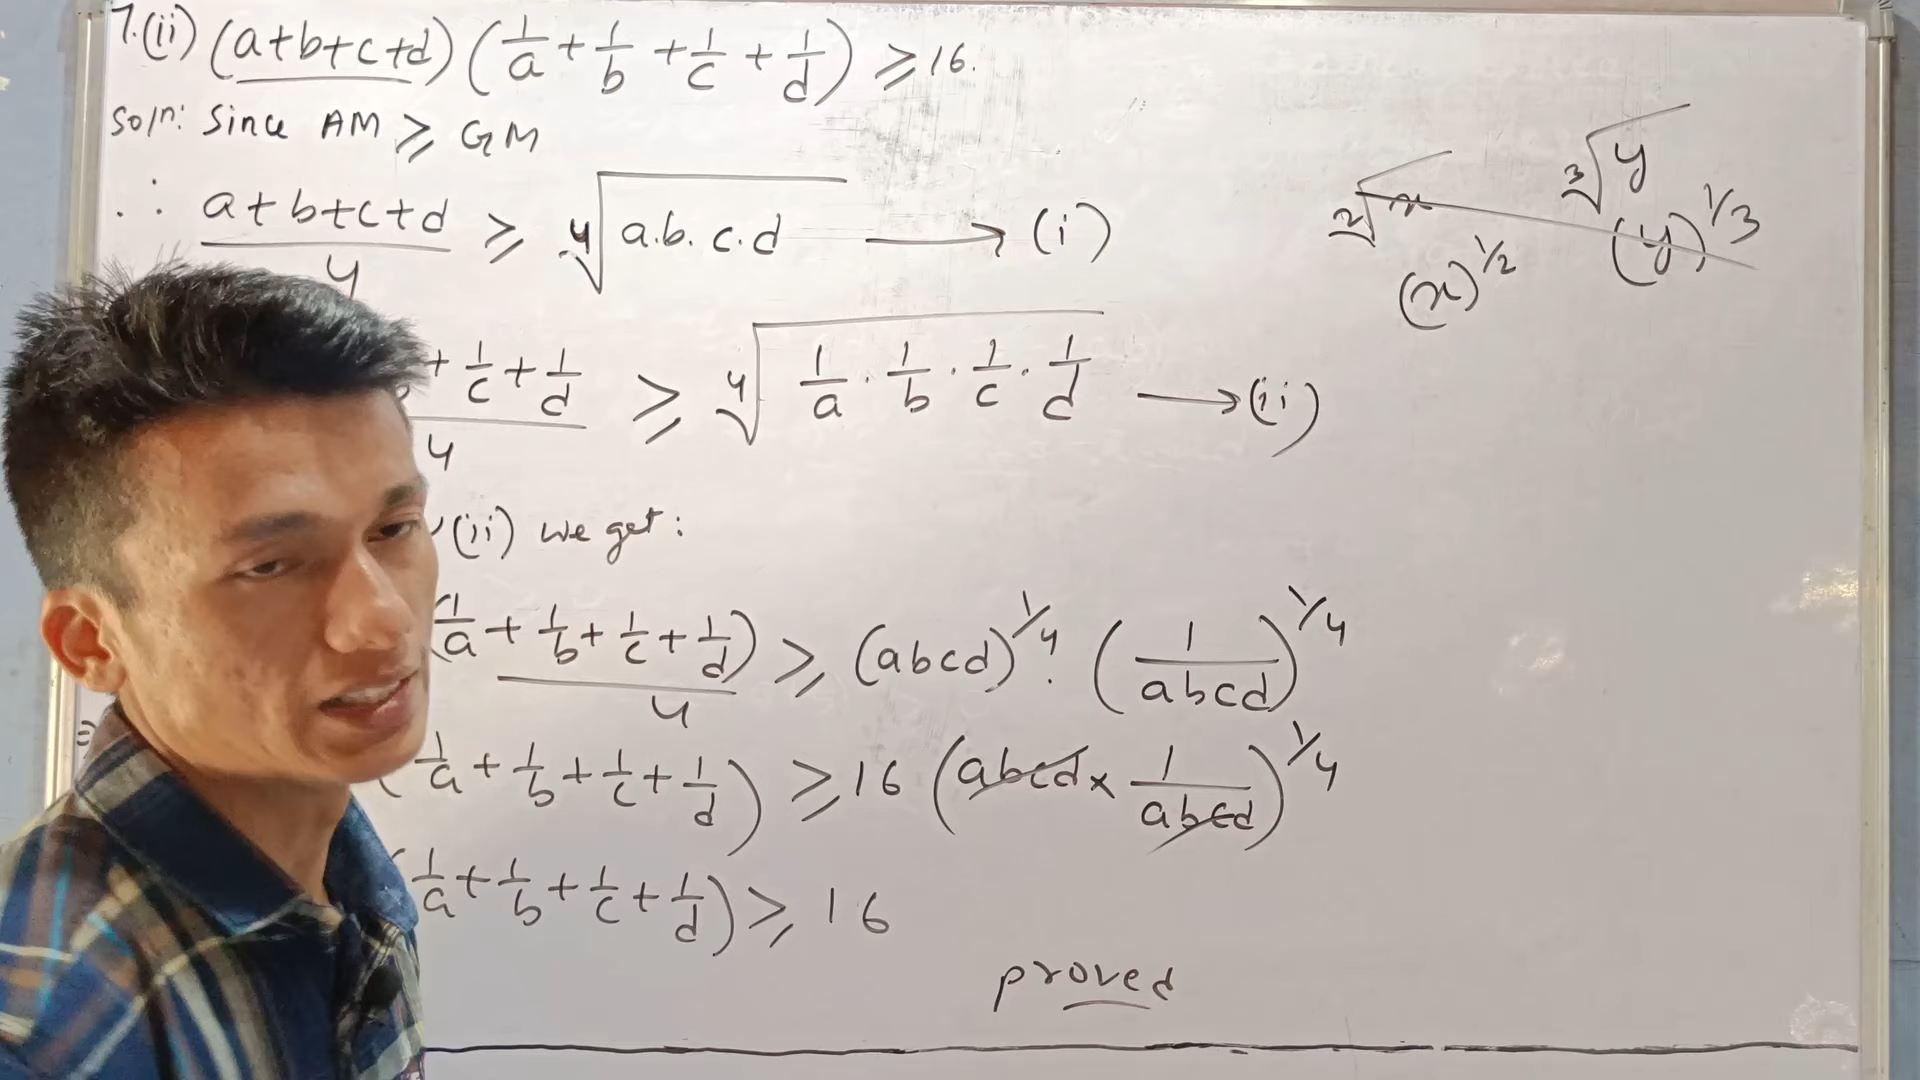 7.(ii) (a+b+c+d) (1/a + 1/b + 1/c + 1/d) ⩾ 16.
Soln: Since AM ⩾ GM
∴ (a+b+c+d)/4 ⩾ ∜(a.b.c.d) ⟶ (i)
+ 1/c + 1/d)/4 ⩾ ∜(1/a . 1/b . 1/c . 1/d) ⟶ (ii)
(ii) we get :
(1/a + 1/b + 1/c + 1/d)/4 ⩾ (abcd)^1/4 . (1/abcd)^1/4
⇒ (1/a + 1/b + 1/c + 1/d) ⩾ 16 (abcd × 1/abcd)^1/4
(1/a + 1/b + 1/c + 1/d) ⩾ 16
proved
²√x
(x)^1/2
³√y
(y)^1/3